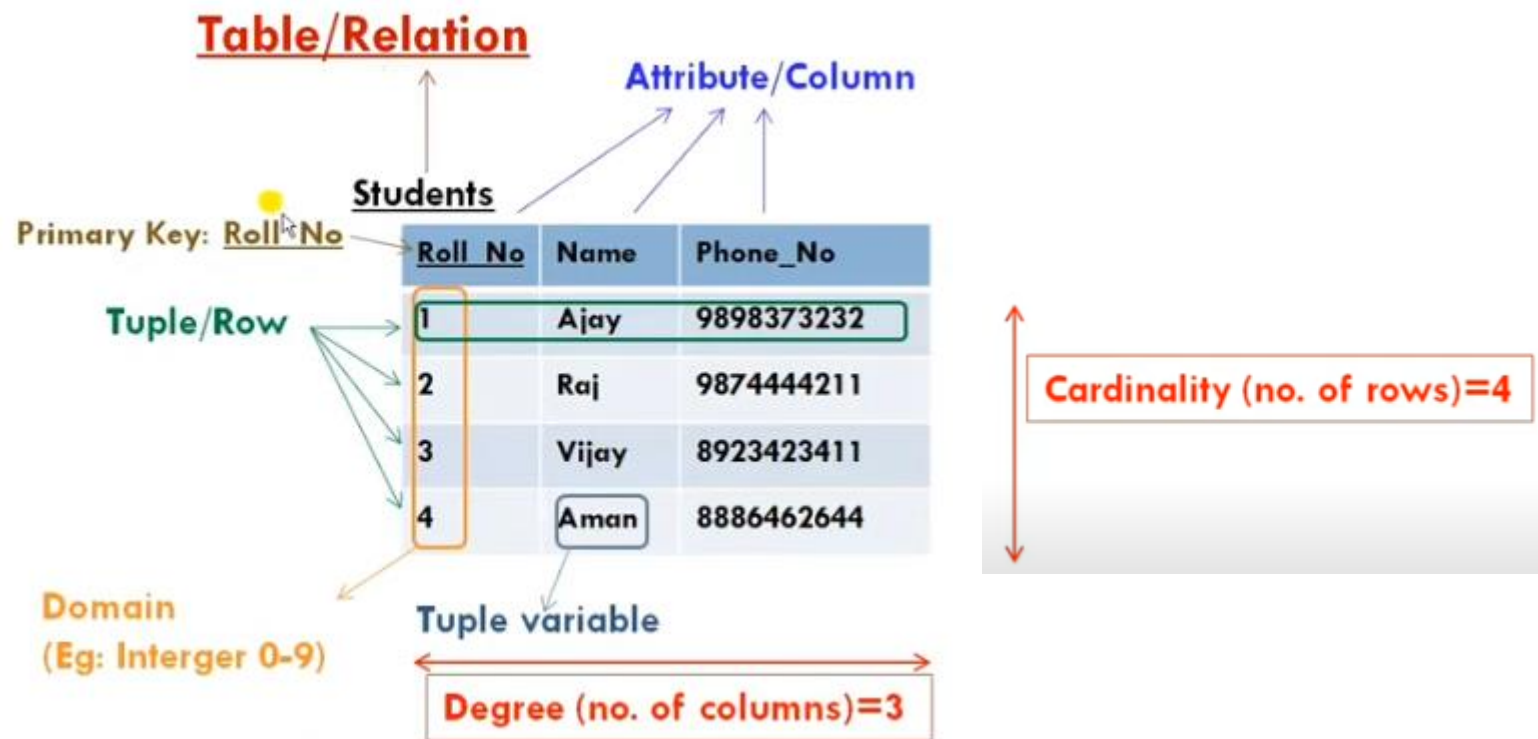 Table/Relation
Attribute/Column
Students
Primary Key: Roll No
Roll_No Name Phone_No
Tuple/Row
1 Ajay 9898373232
2 Raj 9874444211
3 Vijay 8923423411
4 Aman 8886462644
Cardinality (no. of rows)=4
Domain
(Eg: Interger 0-9)
Tuple variable
Degree (no. of columns)=3